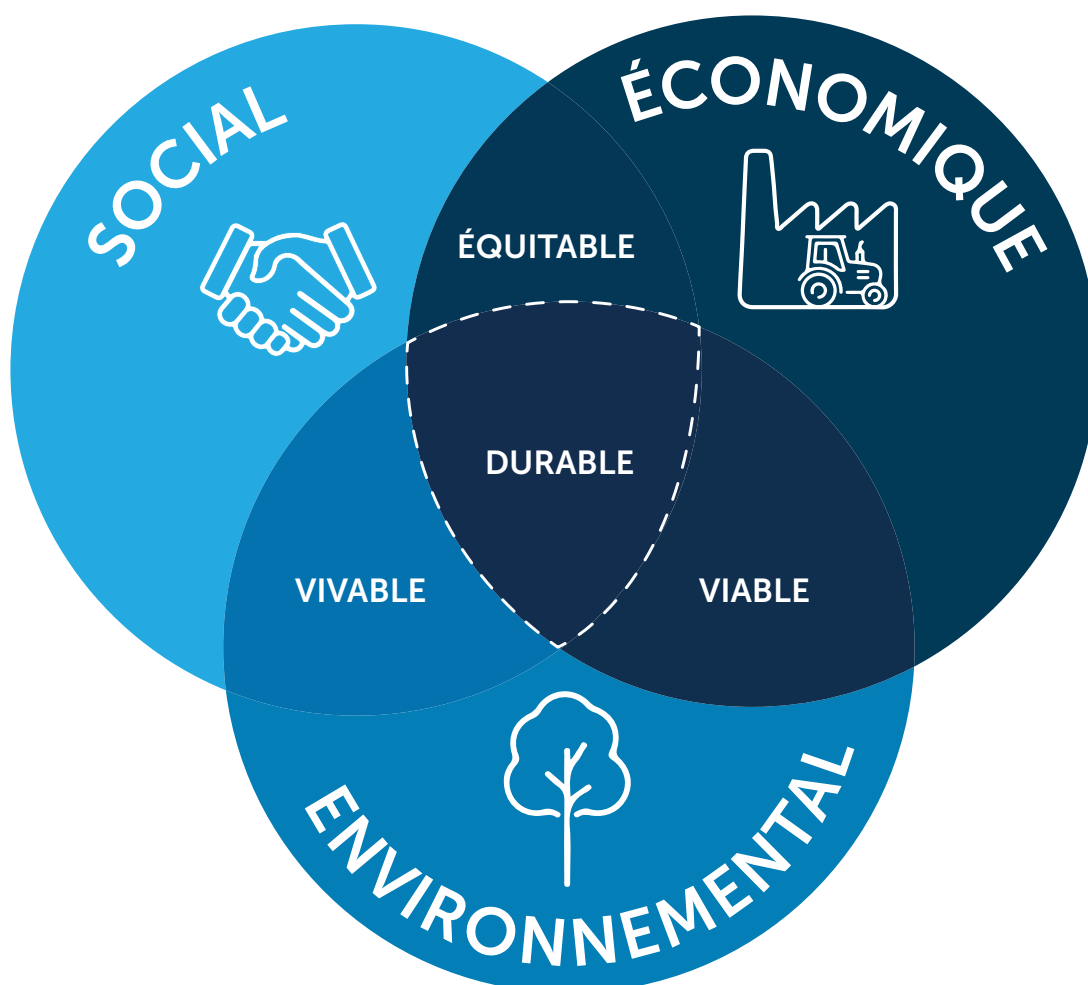 SOCIAL
ÉCONOMIQUE
ÉQUITABLE
DURABLE
VIVABLE
VIABLE
ENVIRONNEMENTAL